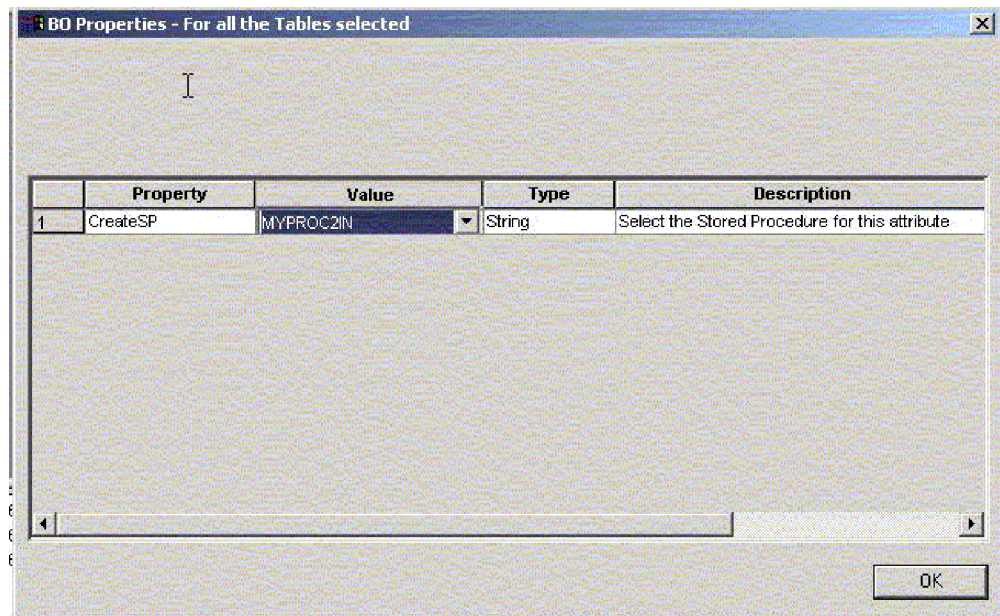 BO Properties - For all the Tables selected
Property Value Type Description
1 CreateSP MYPROC2IN String Select the Stored Procedure for this attribute
OK